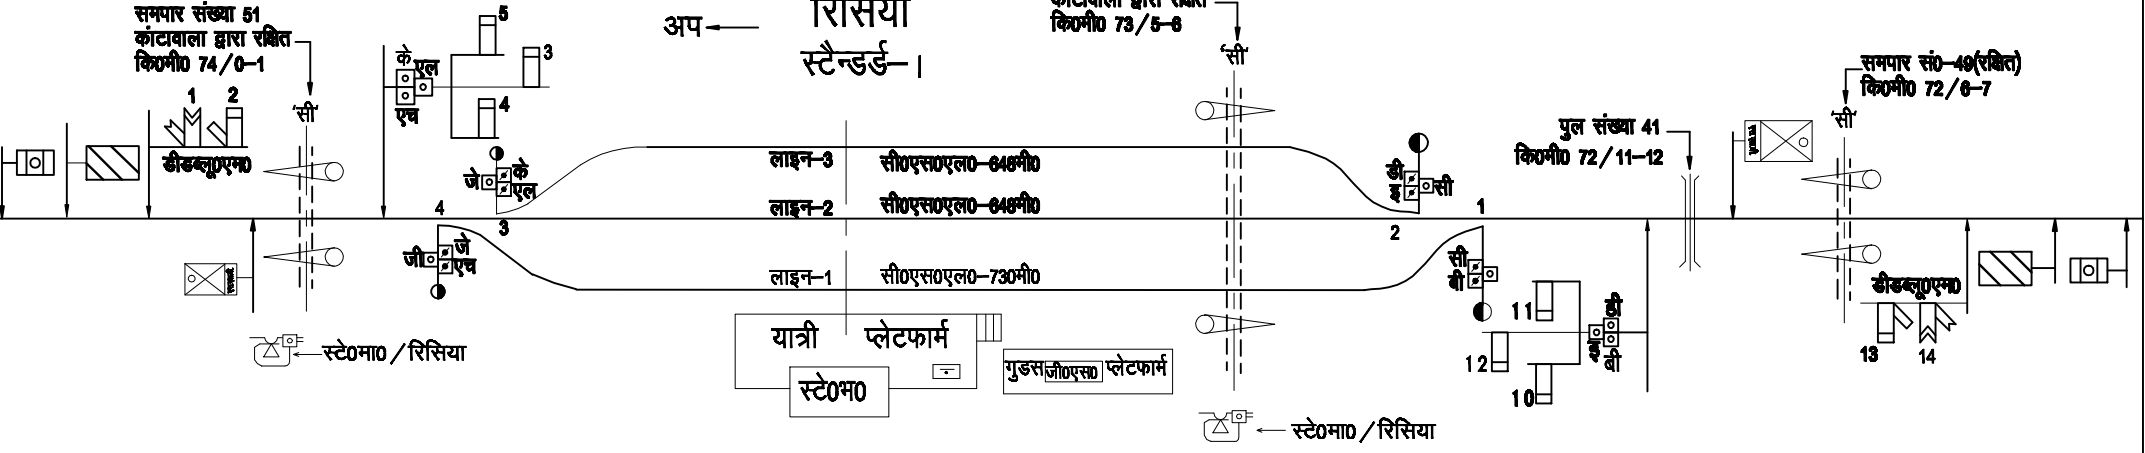 समपार संख्या 51
कांटावाला द्वारा रक्षित
कि0मी0 74/0-1
5
3
4
के
एल
एच
1
2
'सी'
डीडब्लू0एम0
अप
रिसिया
स्टैन्डर्ड-I
कांटावाला द्वारा रक्षित
कि0मी0 73/5-6
'सी'
समपार सं0-49(रक्षित)
कि0मी0 72/6-7
'सी'
पुल संख्या 41
कि0मी0 72/11-12
जे
के
एल
लाइन-3
सी0एस0एल0-648मी0
डी
सी
4
3
लाइन-2
सी0एस0एल0-648मी0
1
2
जी
जे
एच
लाइन-1
सी0एस0एल0-730मी0
सी
बी
डीडब्लू0एम0
11
12
10
डी
बी
13
14
स्टे0मा0/रिसिया
यात्री प्लेटफार्म
स्टे0भ0
गुडस जी0एस0 प्लेटफार्म
स्टे0मा0/रिसिया